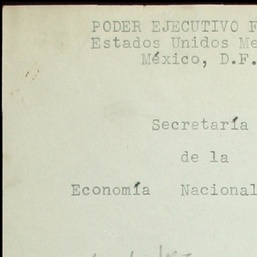 PODER EJECUTIVO F
Estados Unidos Me
México, D.F.
Secretaría
de la
Economía Nacional